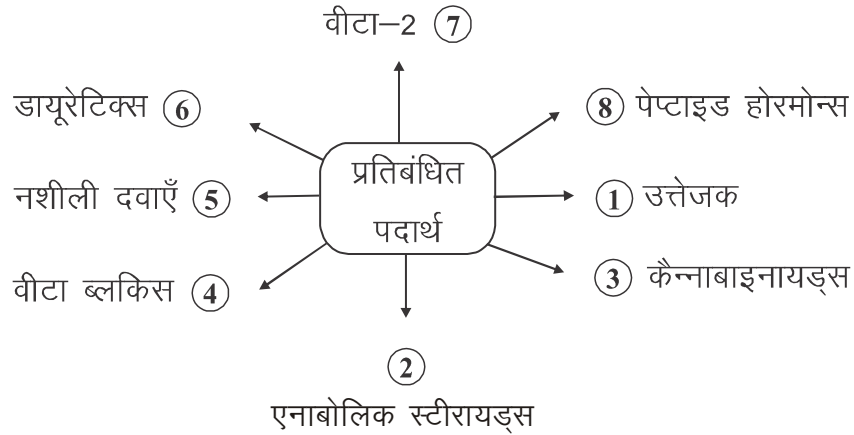 वीटा–2 7
डायूरेटिक्स 6
8 पेप्टाइड होरमोन्स
प्रतिबंधित
पदार्थ
नशीली दवाएँ 5
1 उत्तेजक
वीटा ब्लकिस 4
3 कैन्नाबाइनायड्स
2
एनाबोलिक स्टीरायड्स